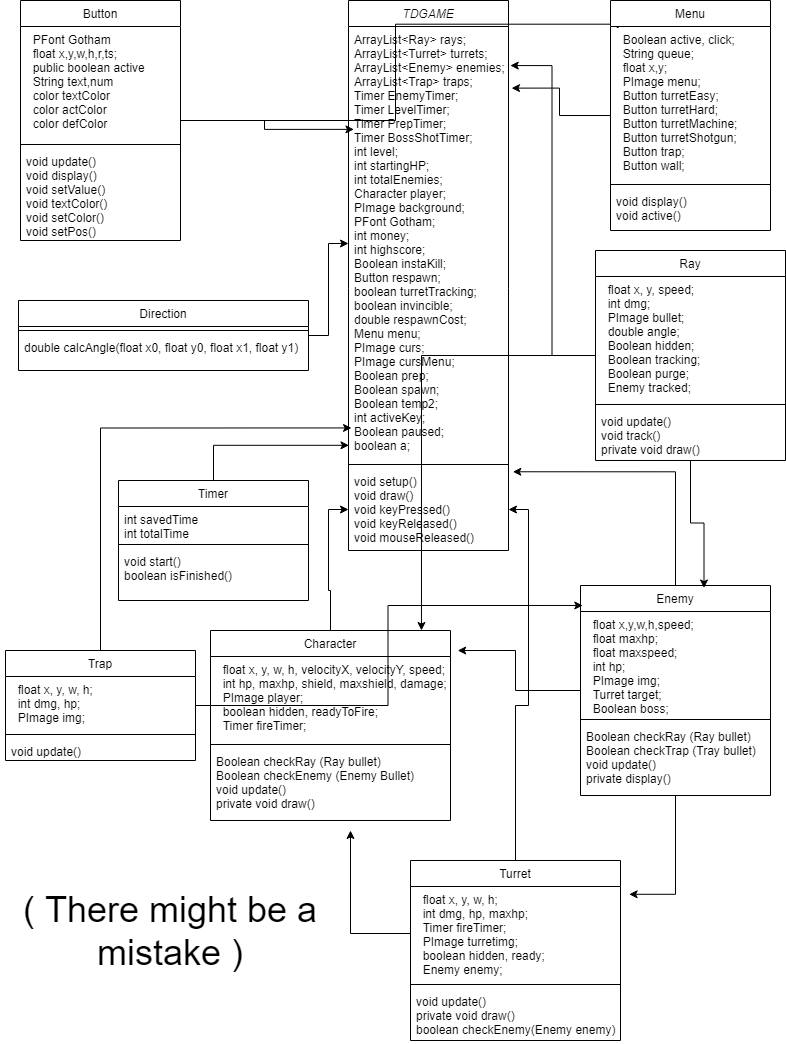 Button
PFont Gotham
float x,y,w,h,r,ts;
public boolean active
String text,num
color textColor
color actColor
color defColor
void update()
void display()
void setValue()
void textColor()
void setColor()
void setPos()
TDGAME
ArrayList<Ray> rays;
ArrayList<Turret> turrets;
ArrayList<Enemy> enemies;
ArrayList<Trap> traps;
Timer EnemyTimer;
Timer LevelTimer;
Timer PrepTimer;
Timer BossShotTimer;
int level;
int startingHP;
int totalEnemies;
Character player;
PImage background;
PFont Gotham;
int money;
int highscore;
Boolean instaKill;
Button respawn;
boolean turretTracking;
boolean invincible;
double respawnCost;
Menu menu;
PImage curs;
PImage cursMenu;
Boolean prep;
Boolean spawn;
Boolean temp2;
int activeKey;
Boolean paused;
boolean a;
void setup()
void draw()
void keyPressed()
void keyReleased()
void mouseReleased()
Menu
Boolean active, click;
String queue;
float x,y;
PImage menu;
Button turretEasy;
Button turretHard;
Button turretMachine;
Button turretShotgun;
Button trap;
Button wall;
void display()
void active()
Ray
float x, y, speed;
int dmg;
PImage bullet;
double angle;
Boolean hidden;
Boolean tracking;
Boolean purge;
Enemy tracked;
void update()
void track()
private void draw()
Direction
double calcAngle(float x0, float y0, float x1, float y1)
Timer
int savedTime
int totalTime
void start()
boolean isFinished()
Enemy
float x,y,w,h,speed;
float maxhp;
float maxspeed;
int hp;
PImage img;
Turret target;
Boolean boss;
Boolean checkRay (Ray bullet)
Boolean checkTrap (Tray bullet)
void update()
private display()
Character
float x, y, w, h, velocityX, velocityY, speed;
int hp, maxhp, shield, maxshield, damage;
PImage player;
boolean hidden, readyToFire;
Timer fireTimer;
Boolean checkRay (Ray bullet)
Boolean checkEnemy (Enemy Bullet)
void update()
private void draw()
Trap
float x, y, w, h;
int dmg, hp;
PImage img;
void update()
Turret
float x, y, w, h;
int dmg, hp, maxhp;
Timer fireTimer;
PImage turretimg;
boolean hidden, ready;
Enemy enemy;
void update()
private void draw()
boolean checkEnemy(Enemy enemy)
( There might be a
mistake )